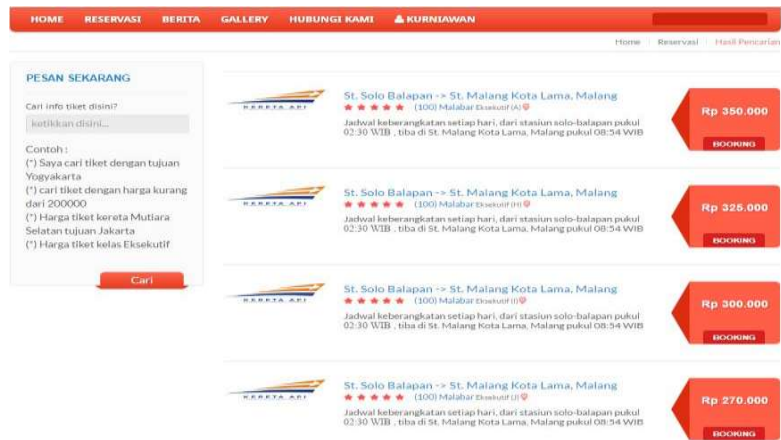 HOME RESERVASI BERITA GALLERY HUBUNGI KAMI KURNIAWAN
Home Reservasi Hasil Pencarian
PESAN SEKARANG
Cari info tiket disini?
ketikkan disini...
Contoh :
(*) Saya cari tiket dengan tujuan
Yogyakarta
(*) cari tiket dengan harga kurang
dari 200000
(*) Harga tiket kereta Mutiara
Selatan tujuan Jakarta
(*) Harga tiket kelas Eksekutif
Cari
KERETA API
St. Solo Balapan -> St. Malang Kota Lama, Malang
(100) Malabar Eksekutif (A)
Jadwal keberangkatan setiap hari, dari stasiun solo-balapan pukul
02:30 WIB , tiba di St. Malang Kota Lama, Malang pukul 08:54 WIB
Rp 350.000
BOOKING
KERETA API
St. Solo Balapan -> St. Malang Kota Lama, Malang
(100) Malabar Eksekutif (H)
Jadwal keberangkatan setiap hari, dari stasiun solo-balapan pukul
02:30 WIB , tiba di St. Malang Kota Lama, Malang pukul 08:54 WIB
Rp 325.000
BOOKING
KERETA API
St. Solo Balapan -> St. Malang Kota Lama, Malang
(100) Malabar Eksekutif (I)
Jadwal keberangkatan setiap hari, dari stasiun solo-balapan pukul
02:30 WIB , tiba di St. Malang Kota Lama, Malang pukul 08:54 WIB
Rp 300.000
BOOKING
KERETA API
St. Solo Balapan -> St. Malang Kota Lama, Malang
(100) Malabar Eksekutif (J)
Jadwal keberangkatan setiap hari, dari stasiun solo-balapan pukul
02:30 WIB , tiba di St. Malang Kota Lama, Malang pukul 08:54 WIB
Rp 270.000
BOOKING